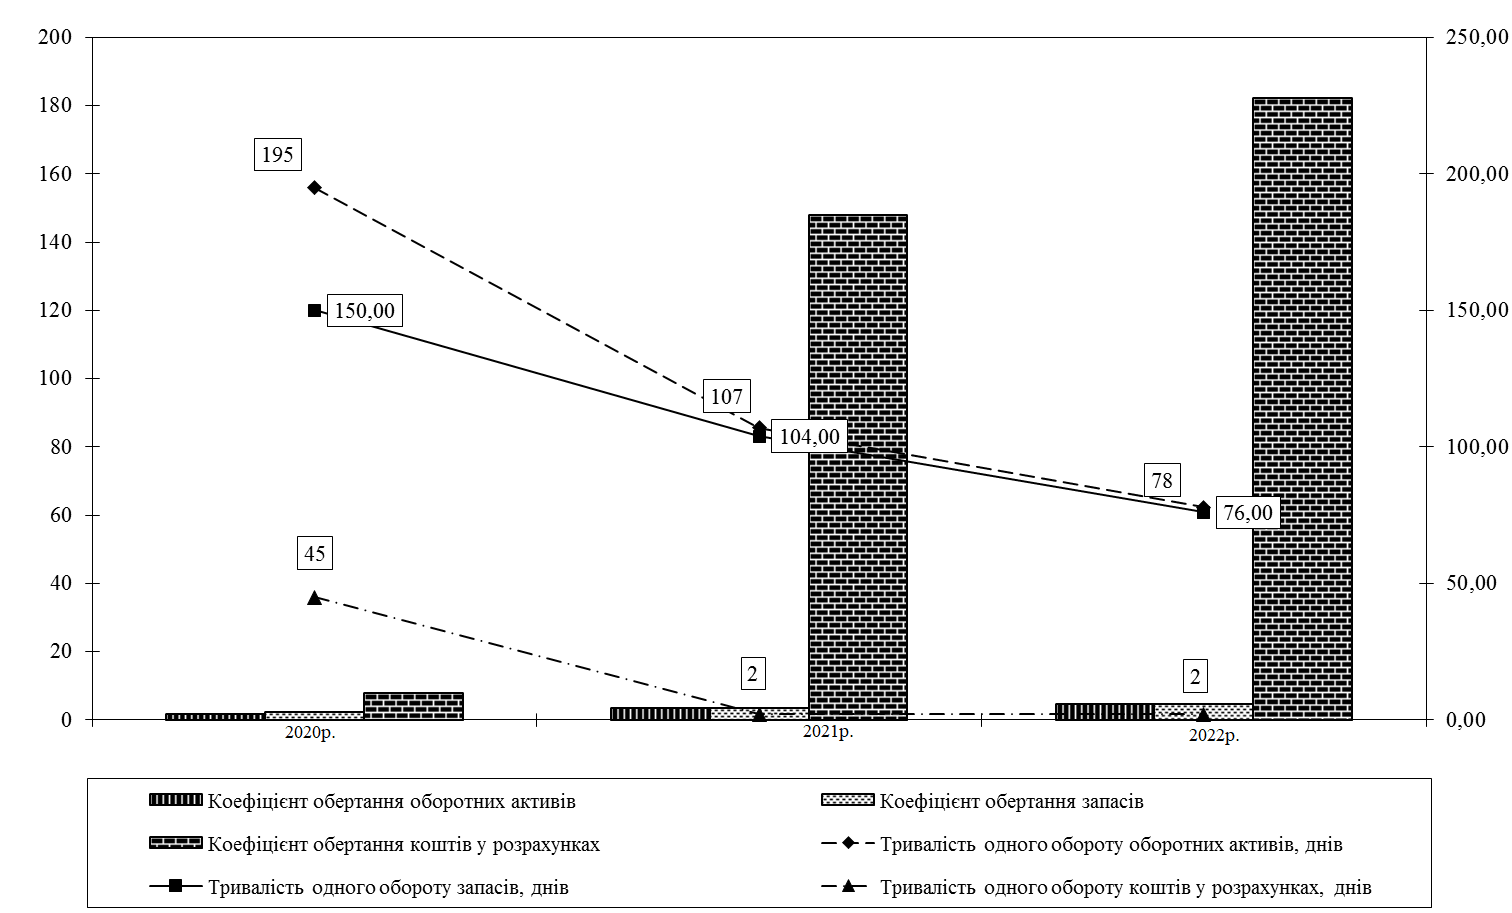 200
180
160
140
120
100
80
60
40
20
0
250,00
200,00
150,00
100,00
50,00
0,00
195
150,00
107
104,00
78
76,00
45
2
2
2020р.
2021р.
2022р.
Коефіцієнт обертання оборотних активів
Коефіцієнт обертання запасів
Коефіцієнт обертання коштів у розрахунках
Тривалість одного обороту оборотних активів, днів
Тривалість одного обороту запасів, днів
Тривалість одного обороту коштів у розрахунках, днів